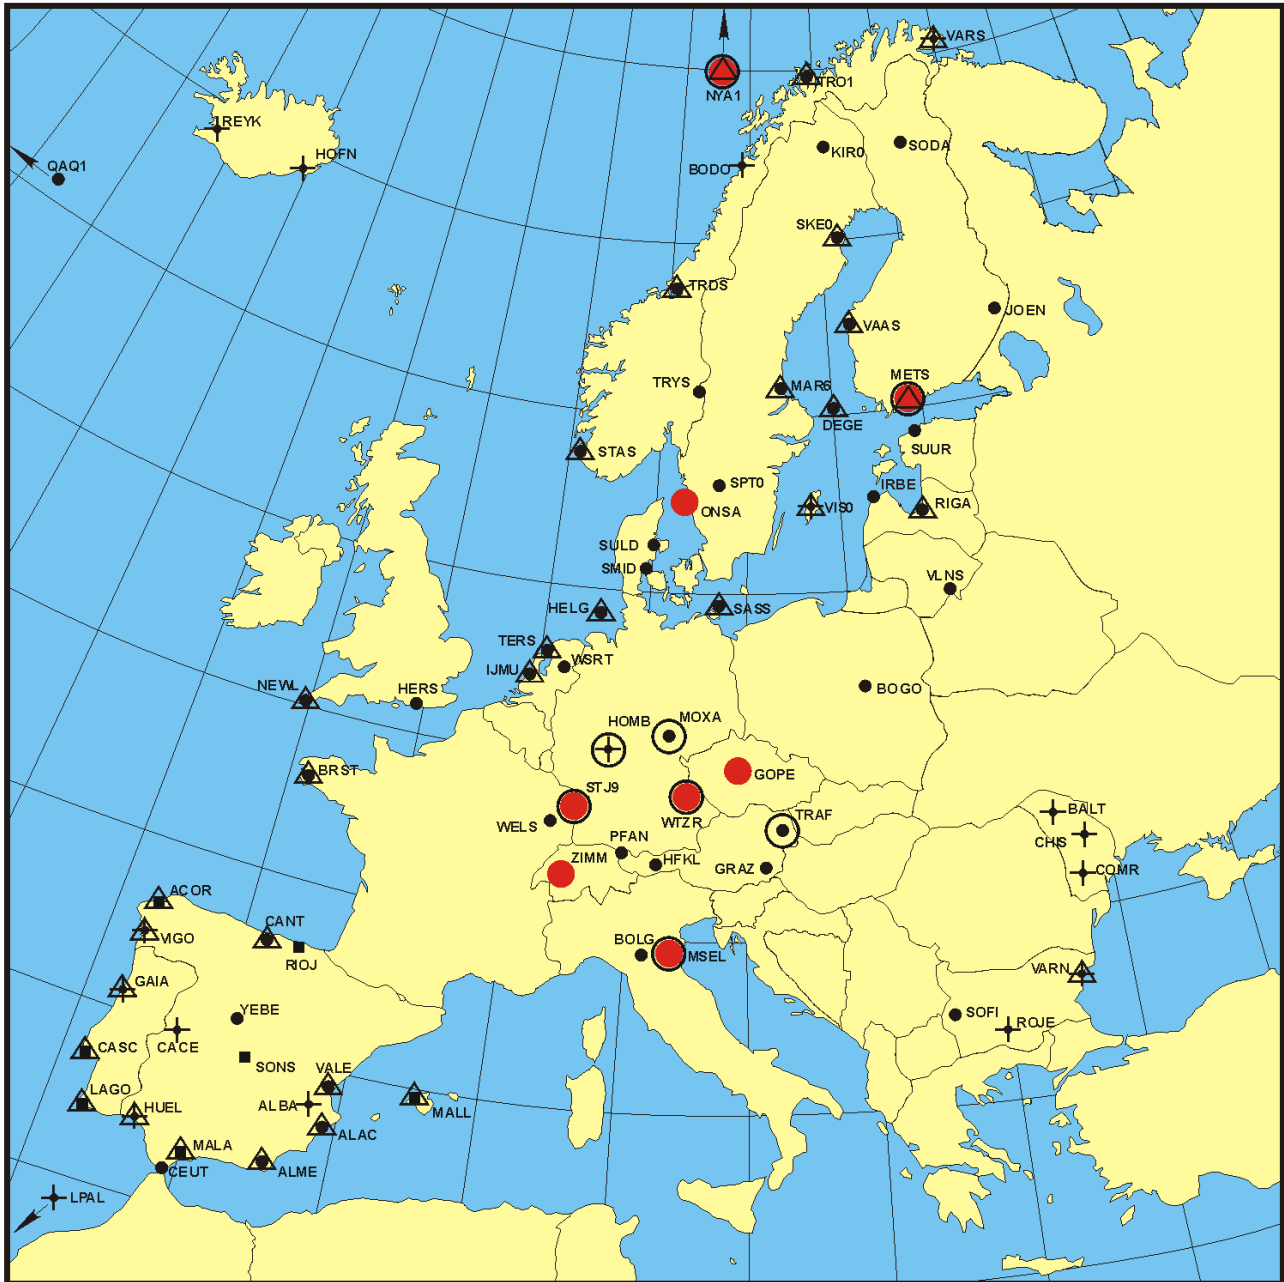 VARS
NYA1
TRO1
REYK
HOFN
KIR0
SODA
QAQ1
BODO
SKE0
TRDS
JOEN
VAAS
METS
TRYS
MAR6
DEGE
SUUR
STAS
SPT0
IRBE
ONSA
VIS0
RIGA
SULD
SMID
VLNS
HELG
SASS
TERS
WSRT
IJMU
NEWL
HERS
BOGO
HOMB
MOXA
BRST
GOPE
STJ9
WELS
WTZR
TRAF
BALT
CHIS
PFAN
ZIMM
HFKL
GRAZ
COMR
ACOR
CANT
VIGO
RIOJ
BOLG
MSEL
VARN
GAIA
YEBE
SOFI
ROJE
CACE
CASC
SONS
VALE
LAGO
HUEL
ALBA
MALL
ALAC
MALA
CEUT
ALME
LPAL